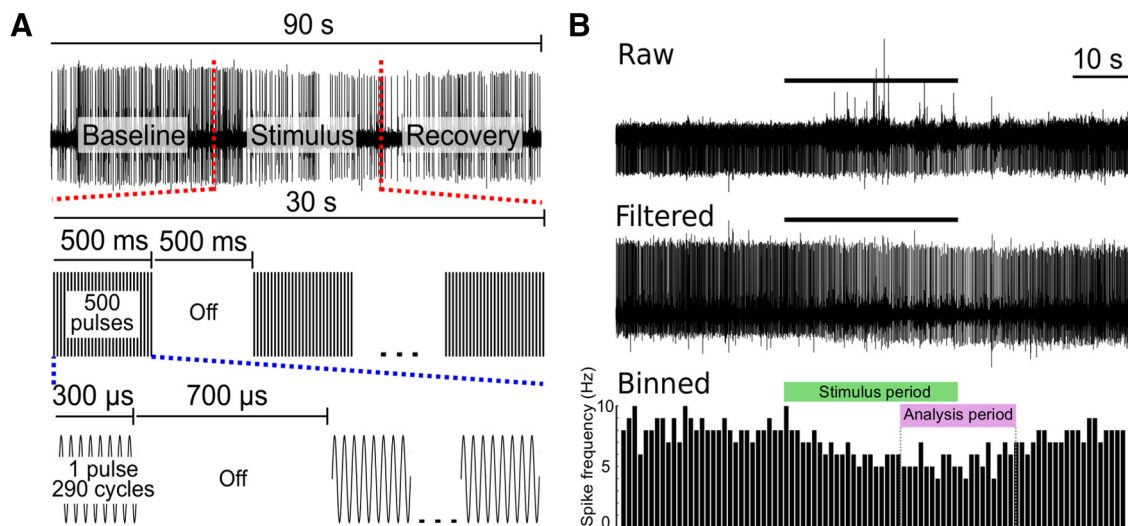 A
90 s
Baseline
Stimulus
Recovery
30 s
500 ms
500 ms
500
pulses
Off
300 µs
700 µs
1 pulse
290 cycles
Off
B
Raw
10 s
Filtered
Binned
Stimulus period
Analysis period
Spike frequency (Hz)
10
5
0